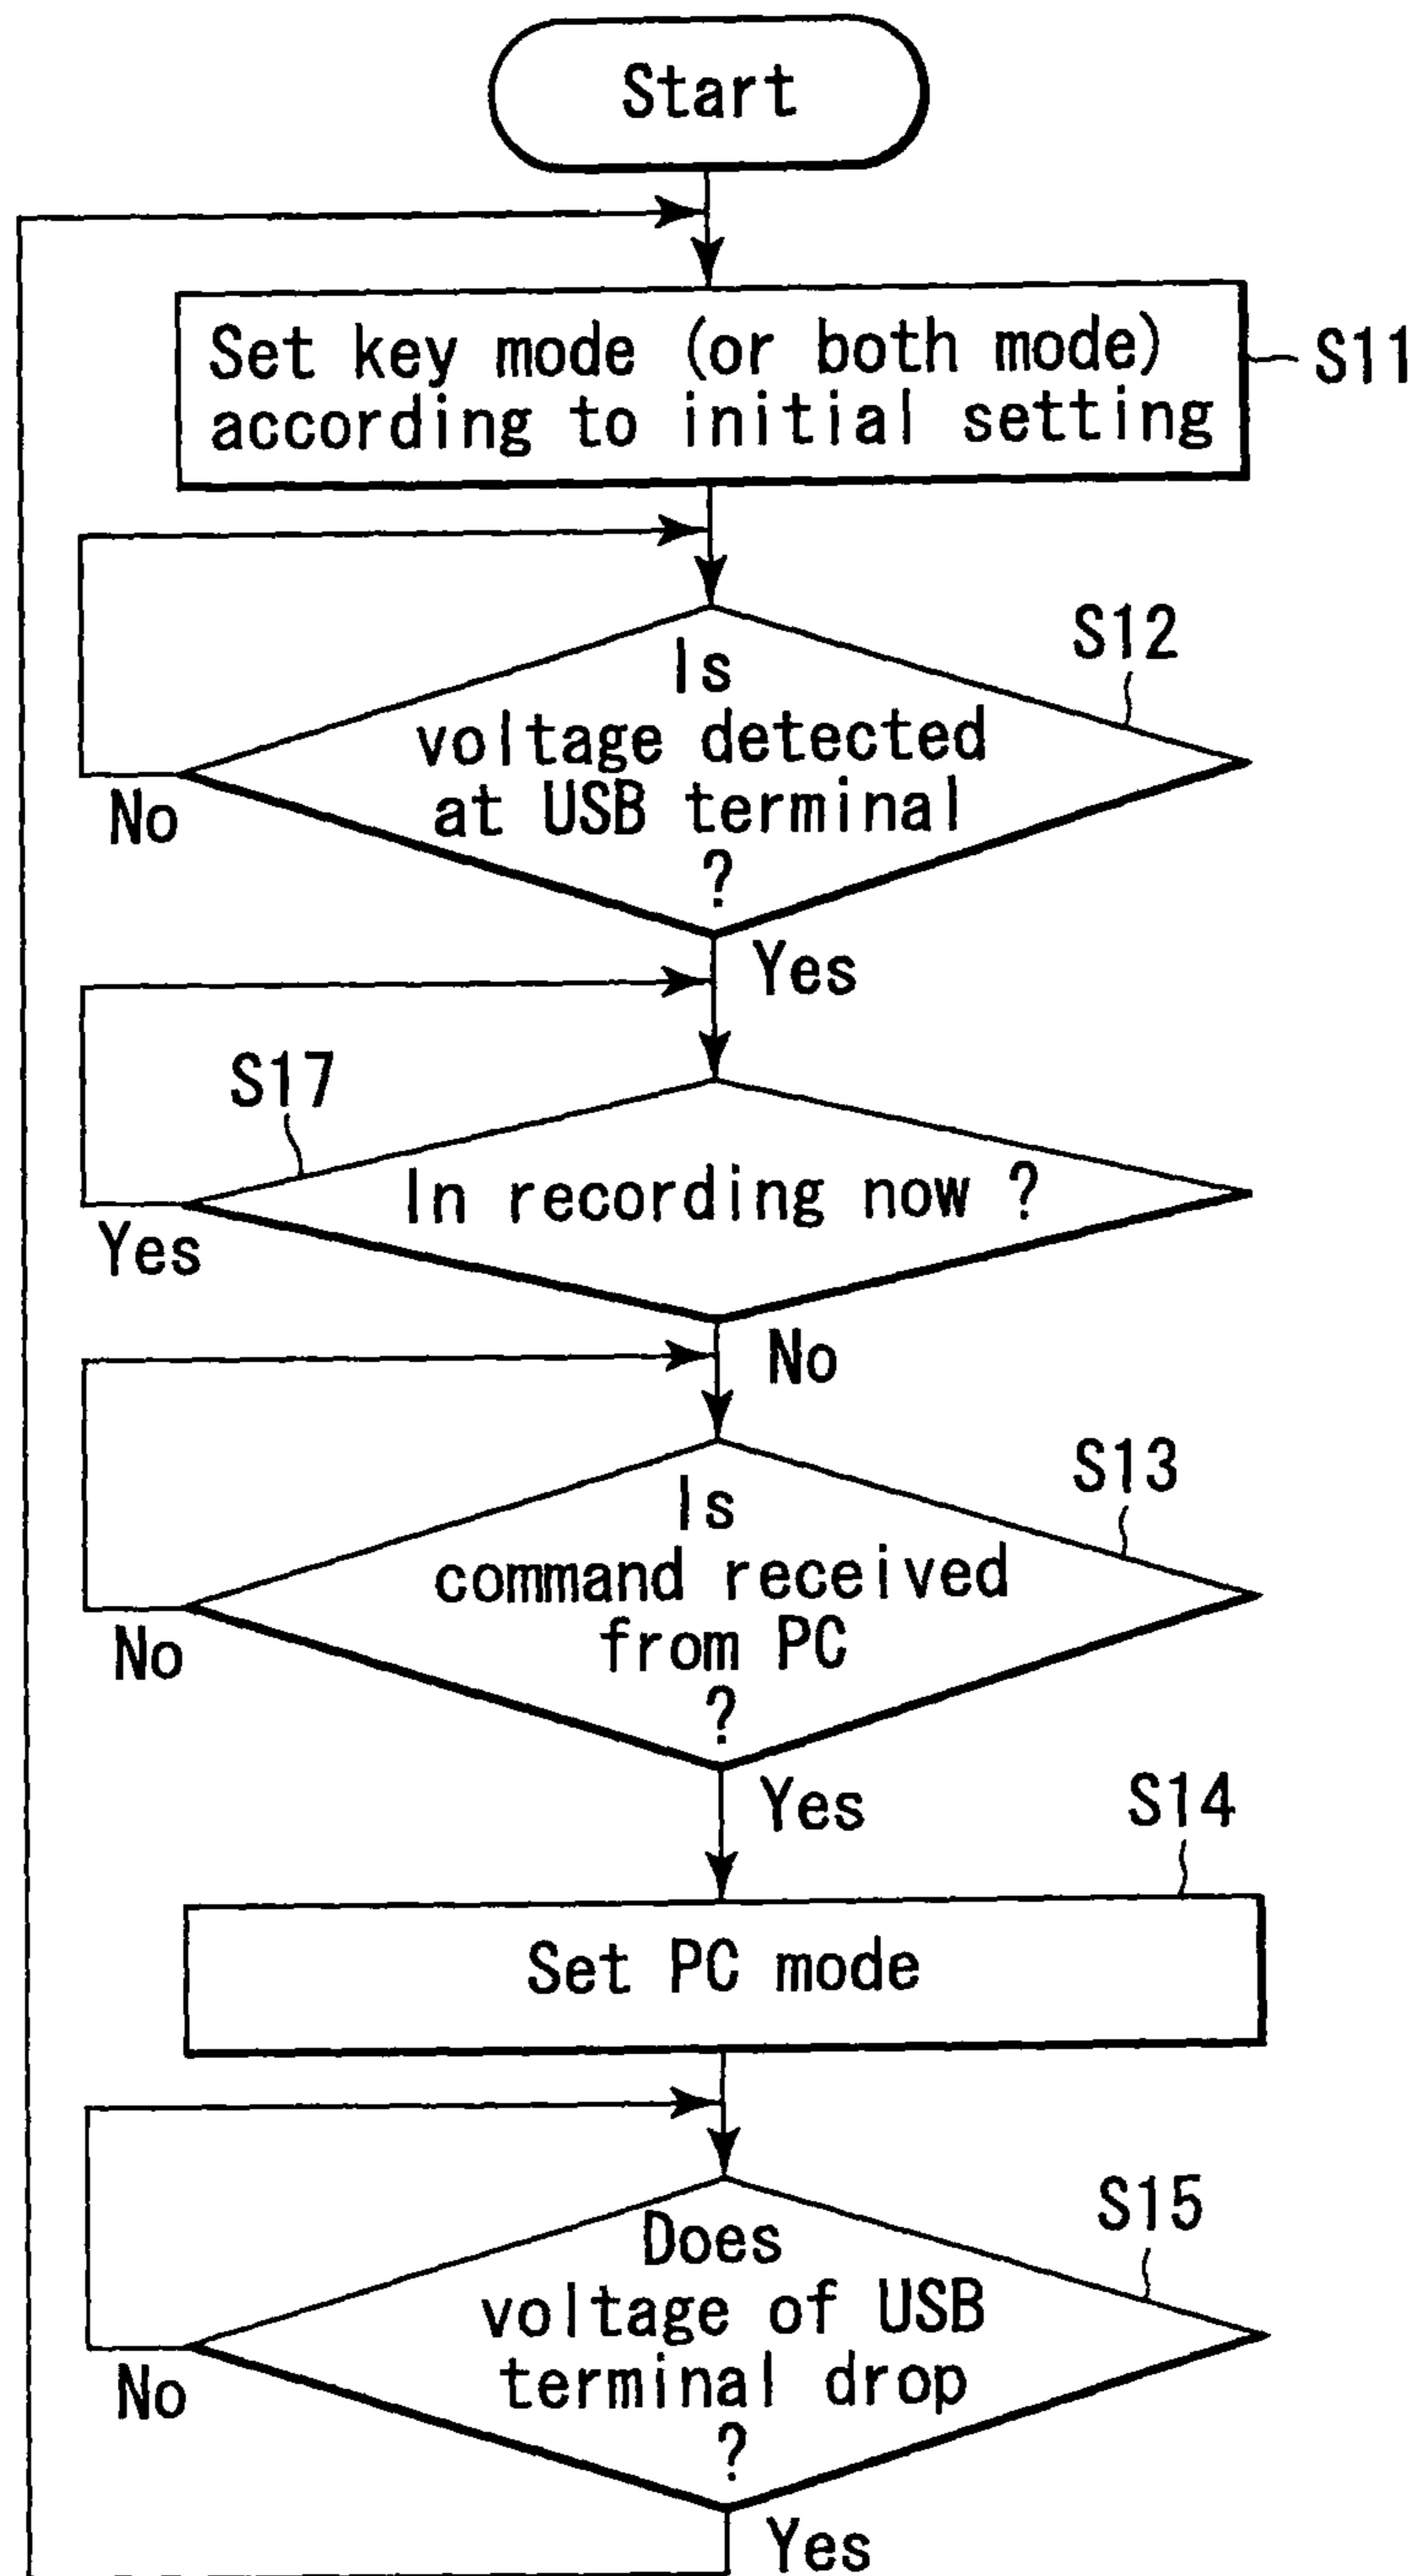 Start
Set key mode (or both mode)
according to initial setting
S11
S12
Is
voltage detected
at USB terminal
?
No
Yes
S17
In recording now ?
Yes
No
S13
Is
command received
from PC
?
No
Yes
S14
Set PC mode
S15
Does
voltage of USB
terminal drop
?
No
Yes